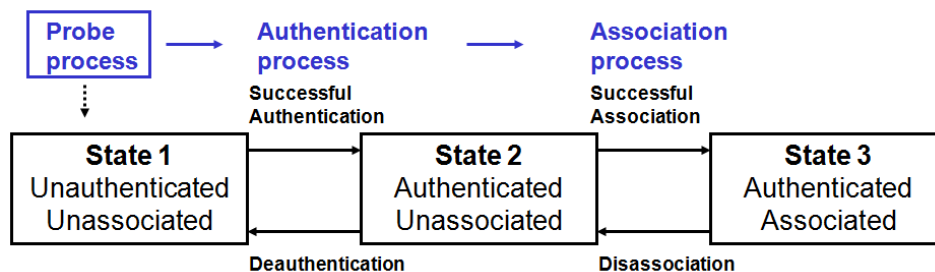 Probe
process
Authentication
process
Association
process
Successful
Authentication
Successful
Association
State 1
Unauthenticated
Unassociated
State 2
Authenticated
Unassociated
State 3
Authenticated
Associated
Deauthentication
Disassociation